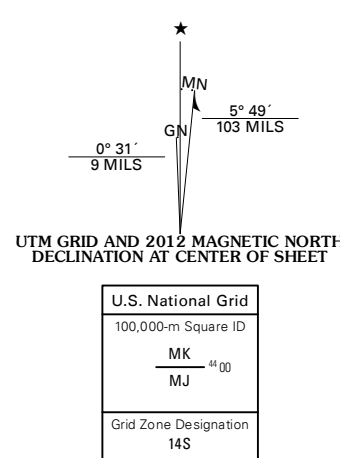 ★
MN
GN
5° 49´
103 MILS
0° 31´
9 MILS
UTM GRID AND 2012 MAGNETIC NORTH
DECLINATION AT CENTER OF SHEET
U.S. National Grid
100,000-m Square ID
MK
44 00
MJ
Grid Zone Designation
14S